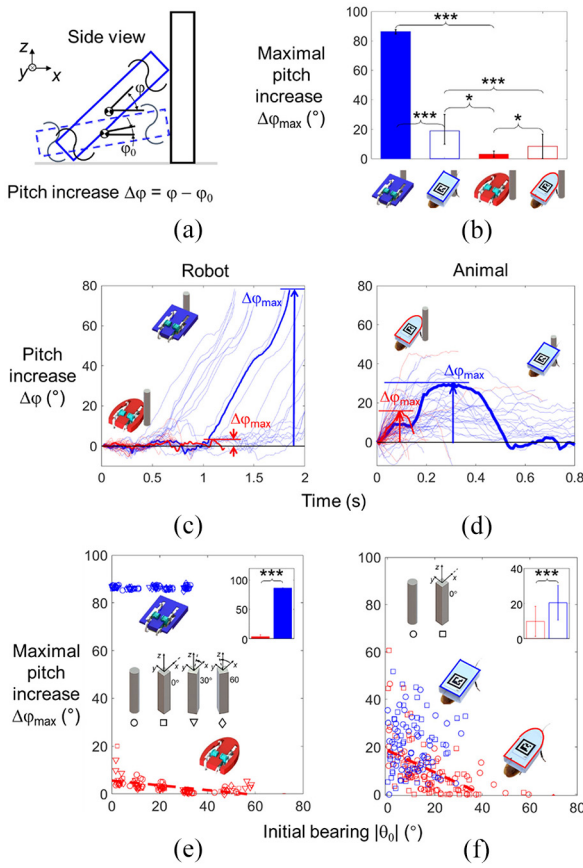 Side view
z
y
x
φ
φ₀
Pitch increase Δφ = φ − φ₀
(a)
Maximal
pitch
increase
Δφmax (°)
100
80
60
40
20
0
***
***
***
*
*
(b)
Robot
Animal
Pitch
increase
Δφ (°)
80
60
40
20
0
Δφmax
Δφmax
0
0.5
1
1.5
2
80
60
40
20
0
Δφmax
Δφmax
0
0.2
0.4
0.6
0.8
Time (s)
(c)
(d)
Maximal
pitch
increase
Δφmax (°)
100
80
60
40
20
0
***
100
50
0
z
y
x
0°
z
y
x
30°
z
y
x
60
0
20
40
60
80
100
80
60
40
20
0
z
y
x
0°
***
40
20
0
0
20
40
60
80
Initial bearing |θ₀| (°)
(e)
(f)